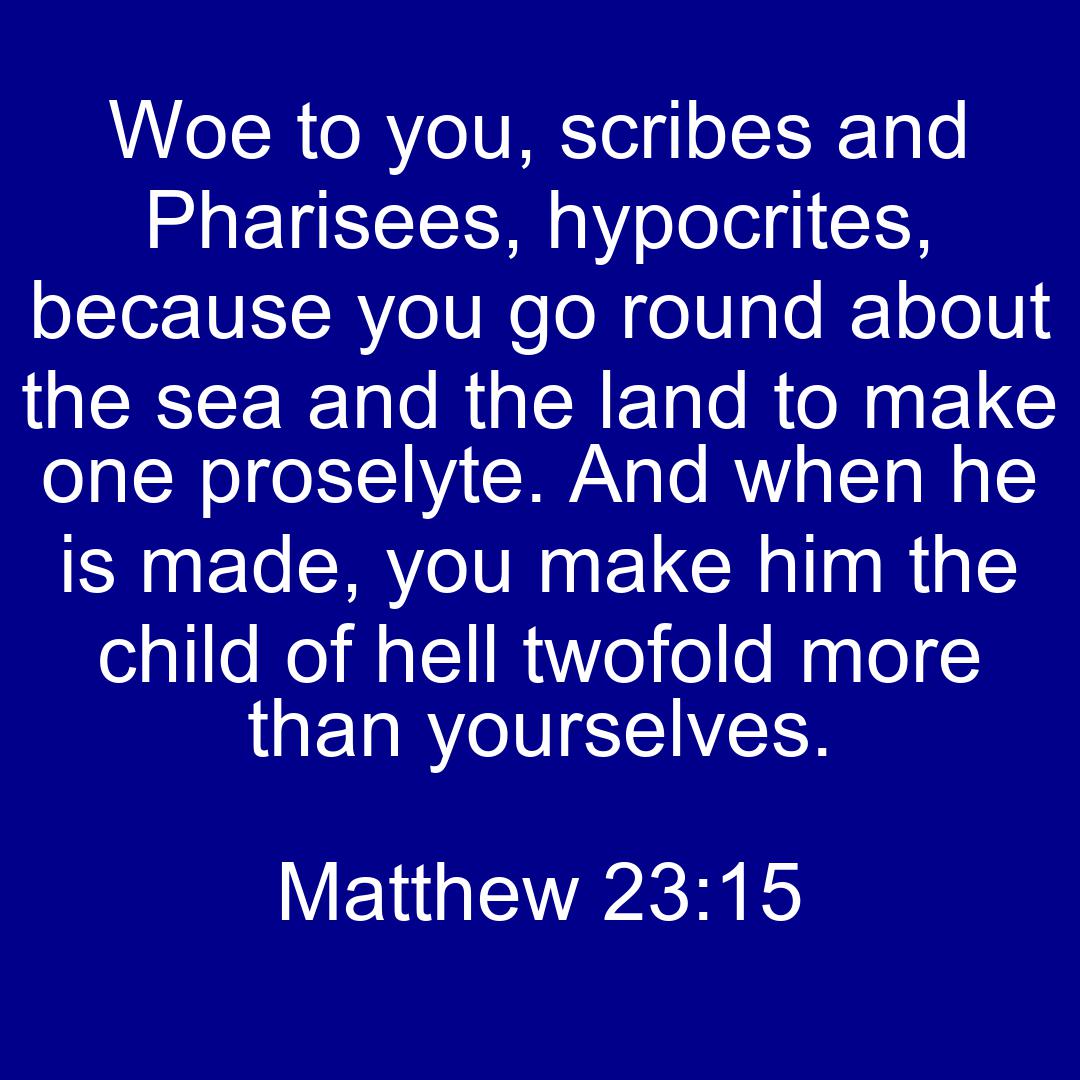 Woe to you, scribes and
Pharisees, hypocrites,
because you go round about
the sea and the land to make
one proselyte. And when he
is made, you make him the
child of hell twofold more
than yourselves.
Matthew 23:15